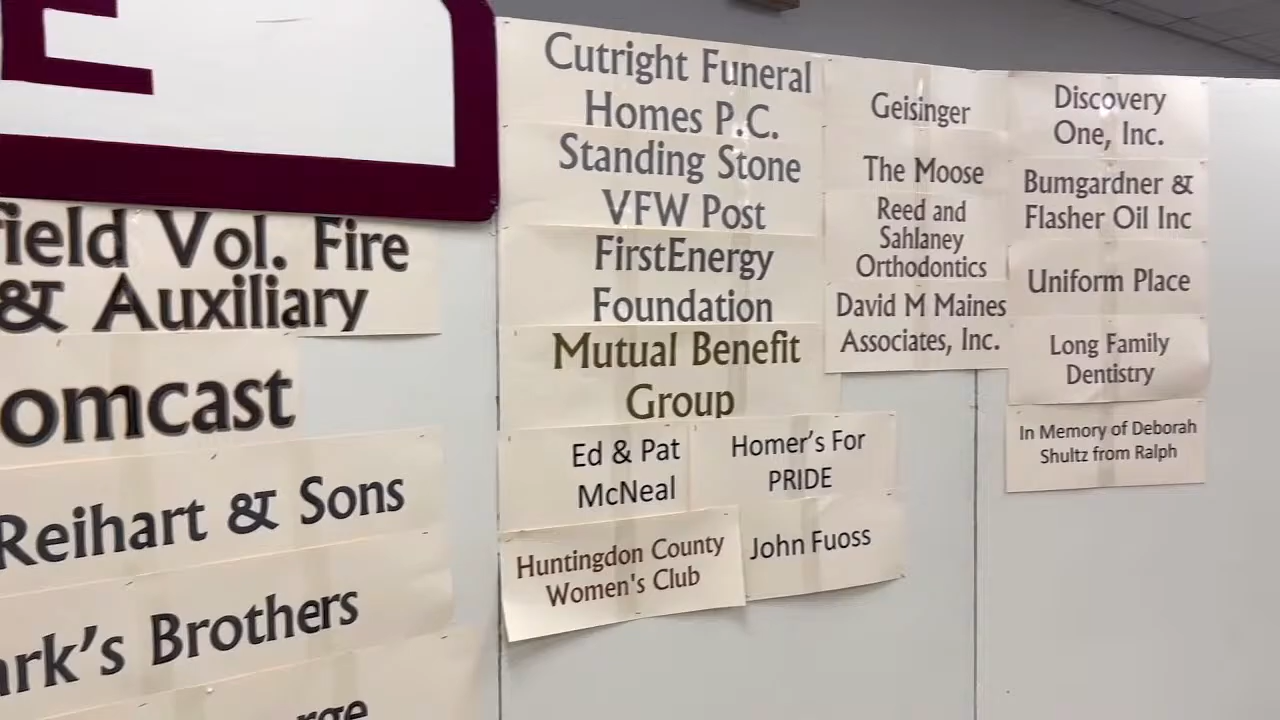 E
Vol. Fire
& Auxiliary
Reihart & Sons
Brothers
Cutright Funeral
Homes P.C.
Standing Stone
VFW Post
FirstEnergy
Foundation
Mutual Benefit
Group
Ed & Pat
McNeal
Homer's For
PRIDE
Huntingdon County
Women's Club
John Fuoss
Geisinger
The Moose
Reed and
Sahlaney
Orthodontics
David M Maines
Associates, Inc.
Discovery
One, Inc.
Bumgardner &
Flasher Oil Inc
Uniform Place
Long Family
Dentistry
In Memory of Deborah
Shultz from Ralph